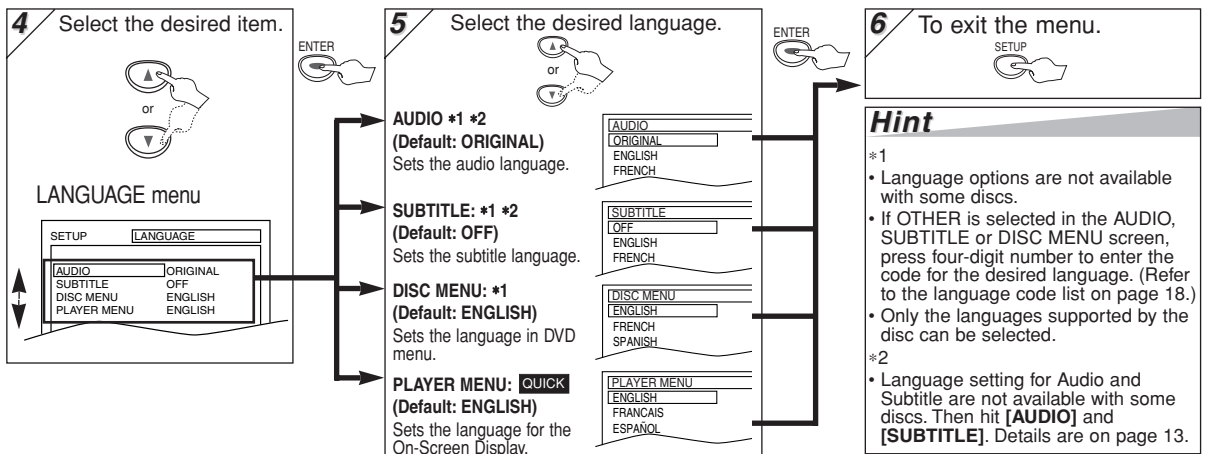 4 Select the desired item.
or
LANGUAGE menu
SETUP LANGUAGE
AUDIO ORIGINAL
SUBTITLE OFF
DISC MENU ENGLISH
PLAYER MENU ENGLISH
ENTER
5 Select the desired language.
or
AUDIO *1 *2
(Default: ORIGINAL)
Sets the audio language.
AUDIO
ORIGINAL
ENGLISH
FRENCH
SUBTITLE: *1 *2
(Default: OFF)
Sets the subtitle language.
SUBTITLE
OFF
ENGLISH
FRENCH
DISC MENU: *1
(Default: ENGLISH)
Sets the language in DVD
menu.
DISC MENU
ENGLISH
FRENCH
SPANISH
PLAYER MENU: QUICK
(Default: ENGLISH)
Sets the language for the
On-Screen Display.
PLAYER MENU
ENGLISH
FRANCAIS
ESPAÑOL
ENTER
6 To exit the menu.
SETUP
Hint
*1
• Language options are not available
with some discs.
• If OTHER is selected in the AUDIO,
SUBTITLE or DISC MENU screen,
press four-digit number to enter the
code for the desired language. (Refer
to the language code list on page 18.)
• Only the languages supported by the
disc can be selected.
*2
• Language setting for Audio and
Subtitle are not available with some
discs. Then hit [AUDIO] and
[SUBTITLE]. Details are on page 13.